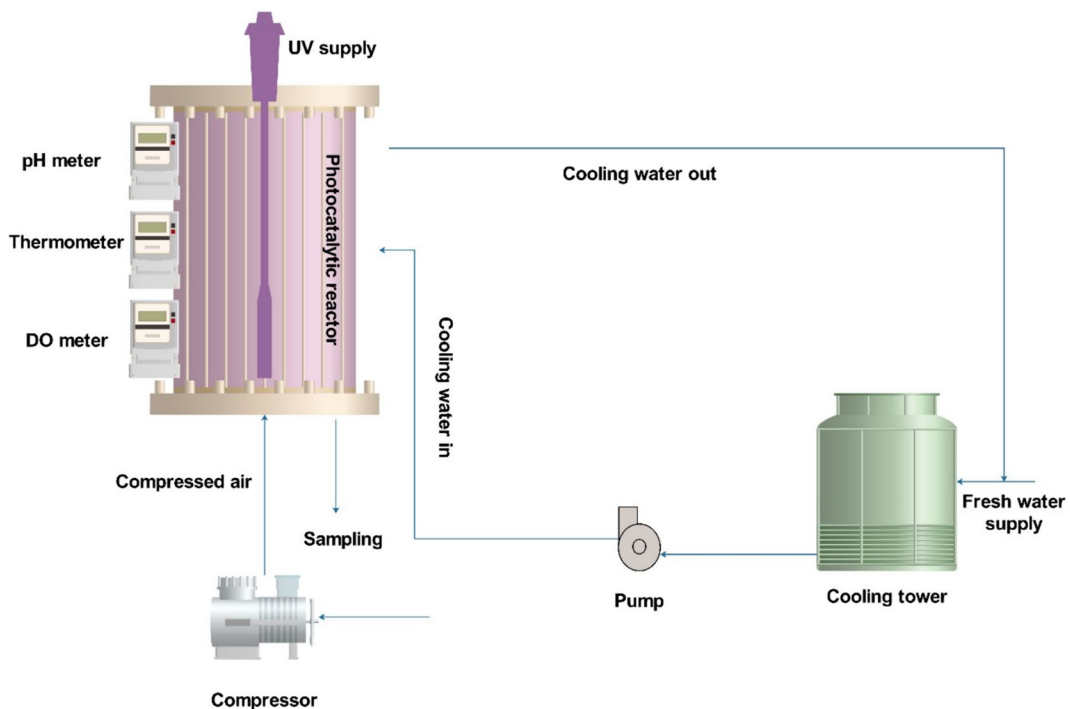 UV supply
pH meter
Cooling water out
Photocatalytic reactor
Thermometer
DO meter
Cooling water in
Compressed air
Fresh water
supply
Sampling
Cooling tower
Pump
Compressor